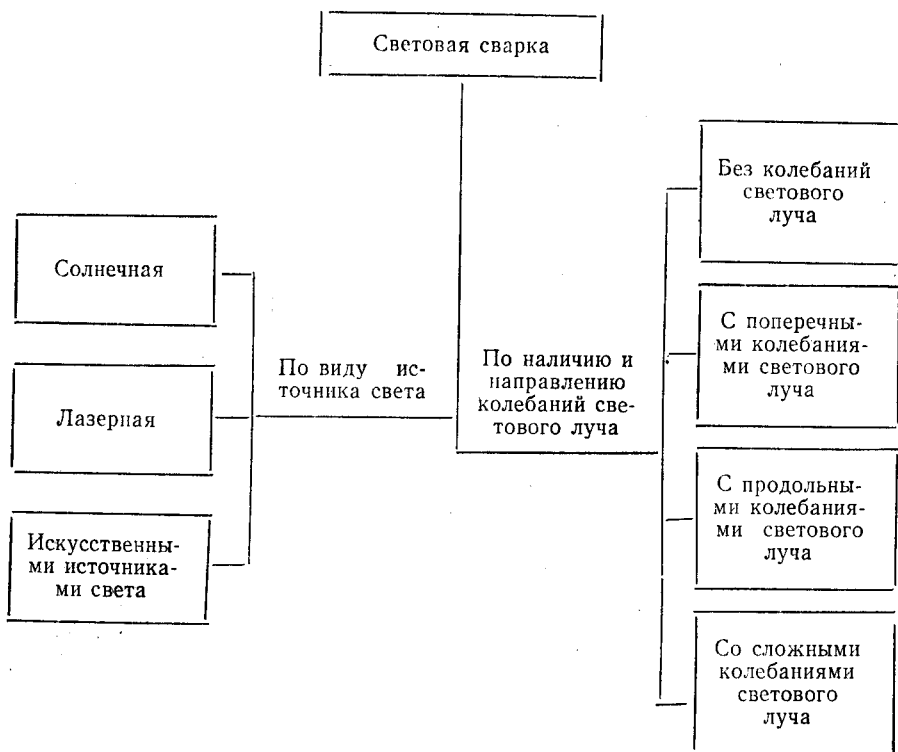 Световая сварка
Солнечная
Лазерная
Искусственны-
ми источника-
ми света
По виду ис-
точника света
По наличию и
направлению
колебаний све-
тового луча
Без колебаний
светового
луча
С поперечны-
ми колебания-
ми светового
луча
С продольны-
ми колебания-
ми светового
луча
Со сложными
колебаниями
светового
луча